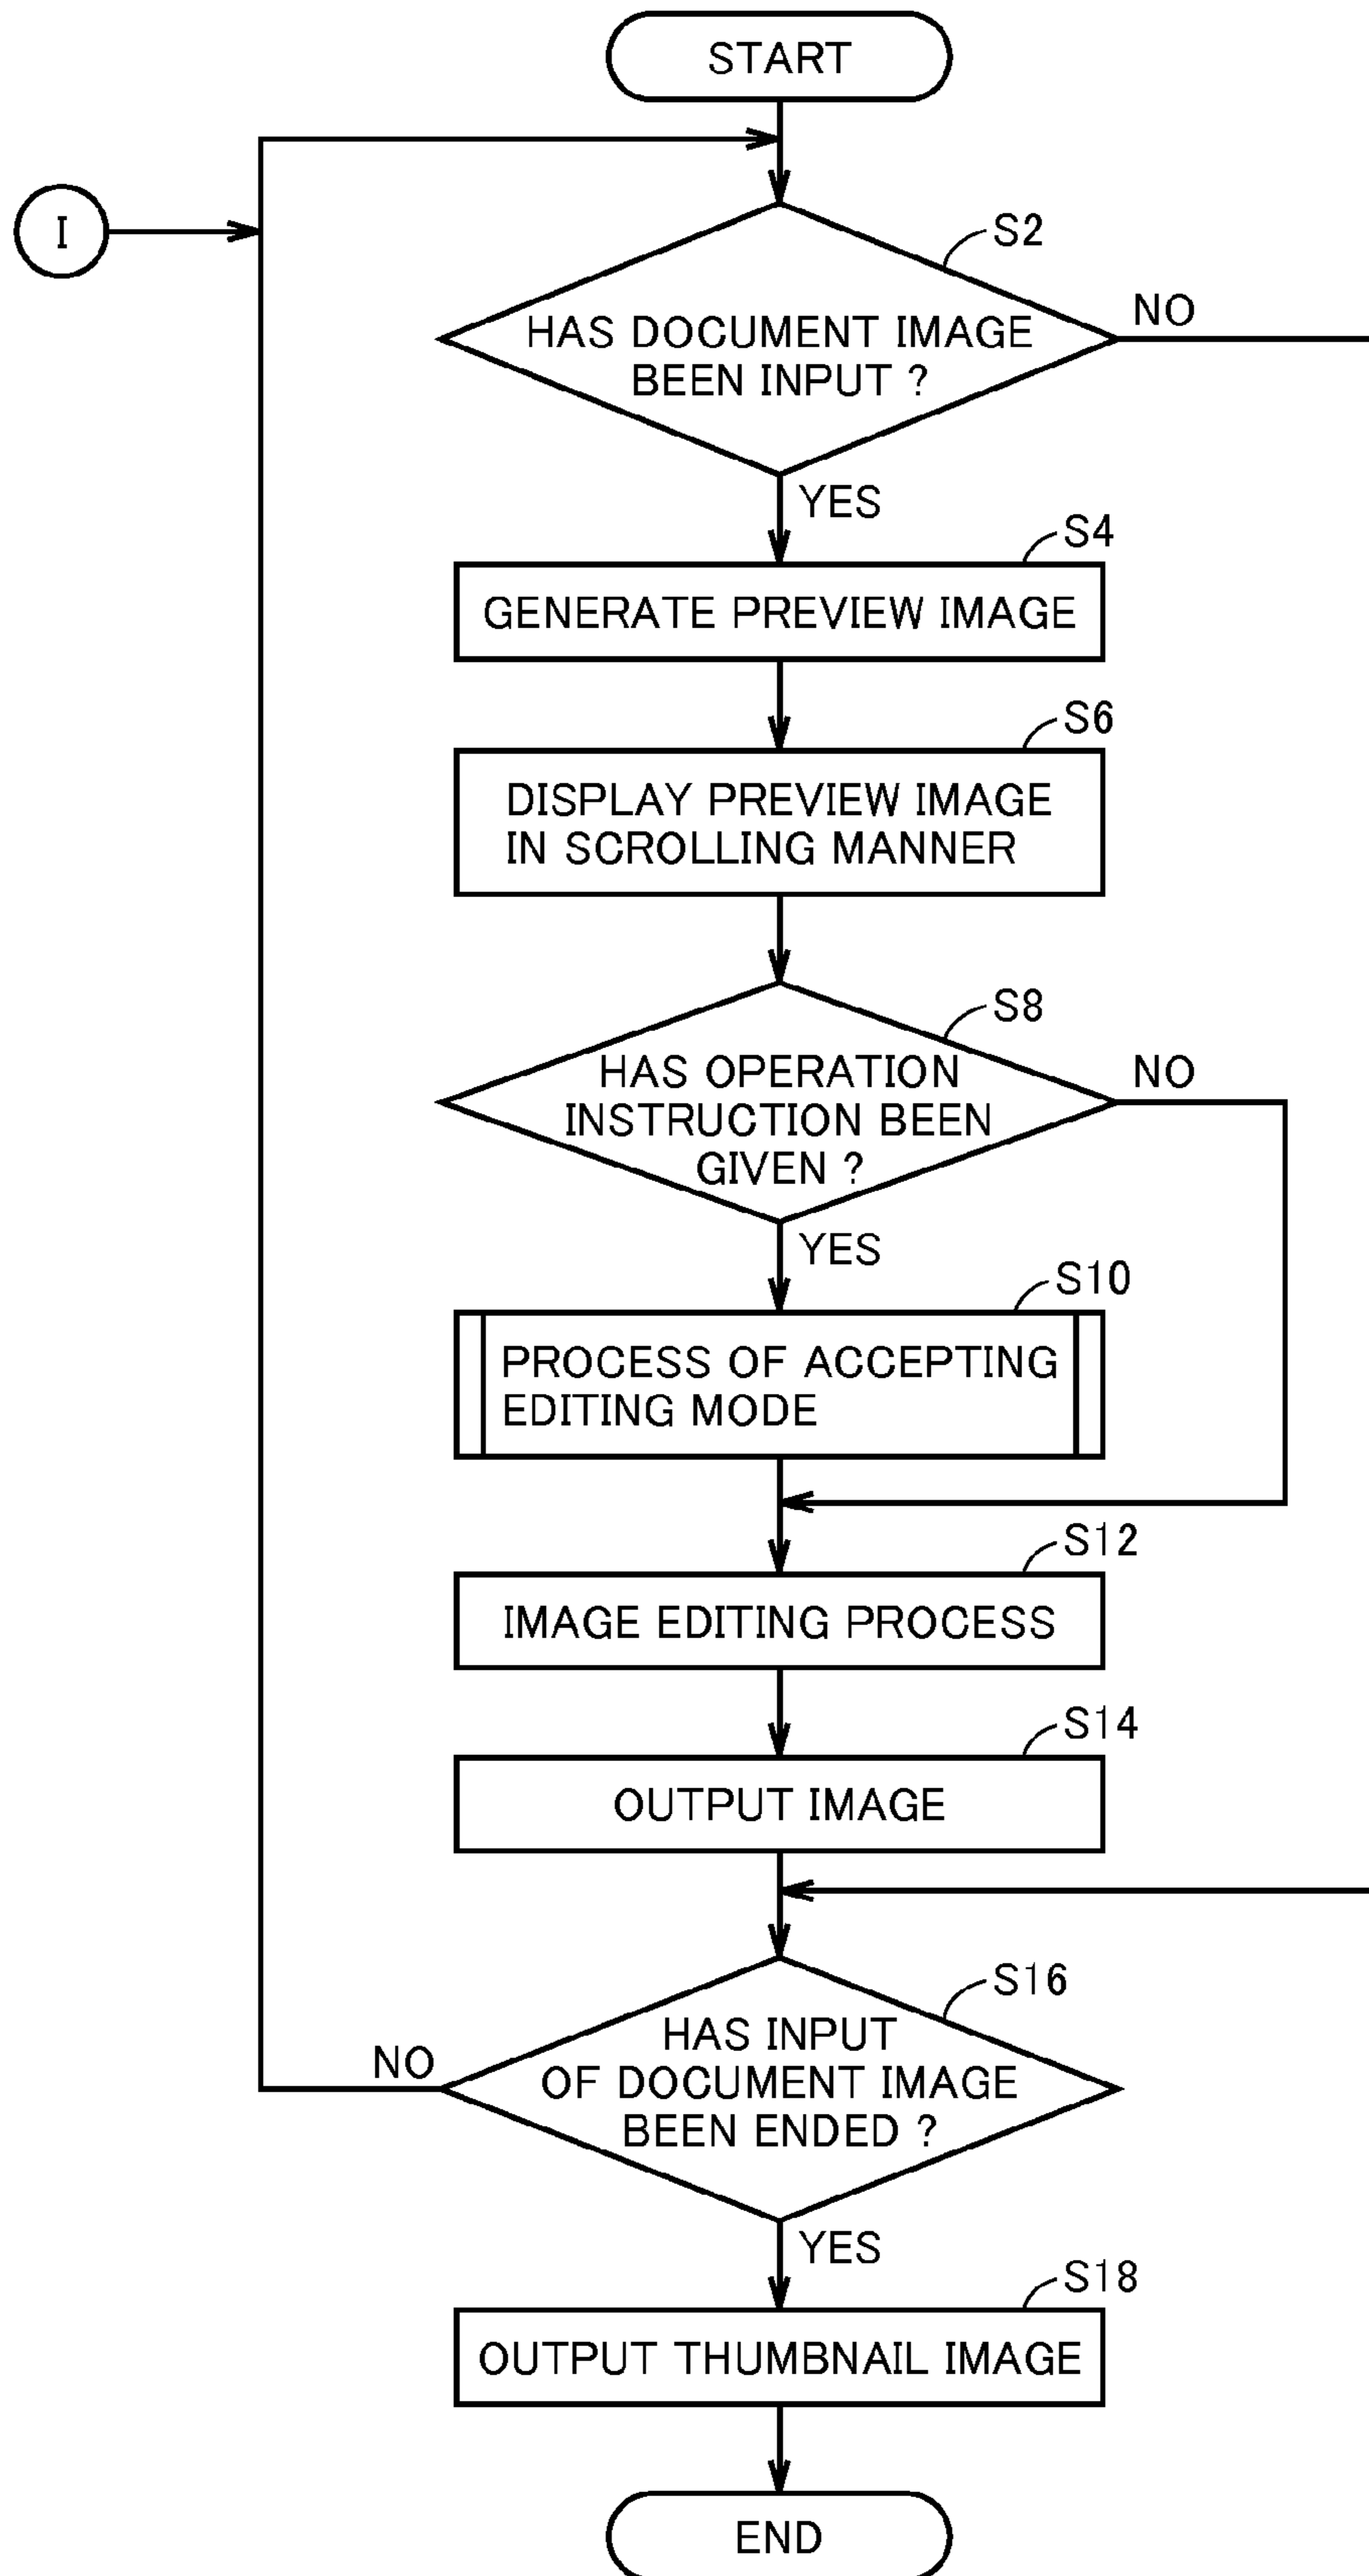 START
I
S2
HAS DOCUMENT IMAGE
BEEN INPUT ?
NO
YES
S4
GENERATE PREVIEW IMAGE
S6
DISPLAY PREVIEW IMAGE
IN SCROLLING MANNER
S8
HAS OPERATION
INSTRUCTION BEEN
GIVEN ?
NO
YES
S10
PROCESS OF ACCEPTING
EDITING MODE
S12
IMAGE EDITING PROCESS
S14
OUTPUT IMAGE
S16
HAS INPUT
OF DOCUMENT IMAGE
BEEN ENDED ?
NO
YES
S18
OUTPUT THUMBNAIL IMAGE
END